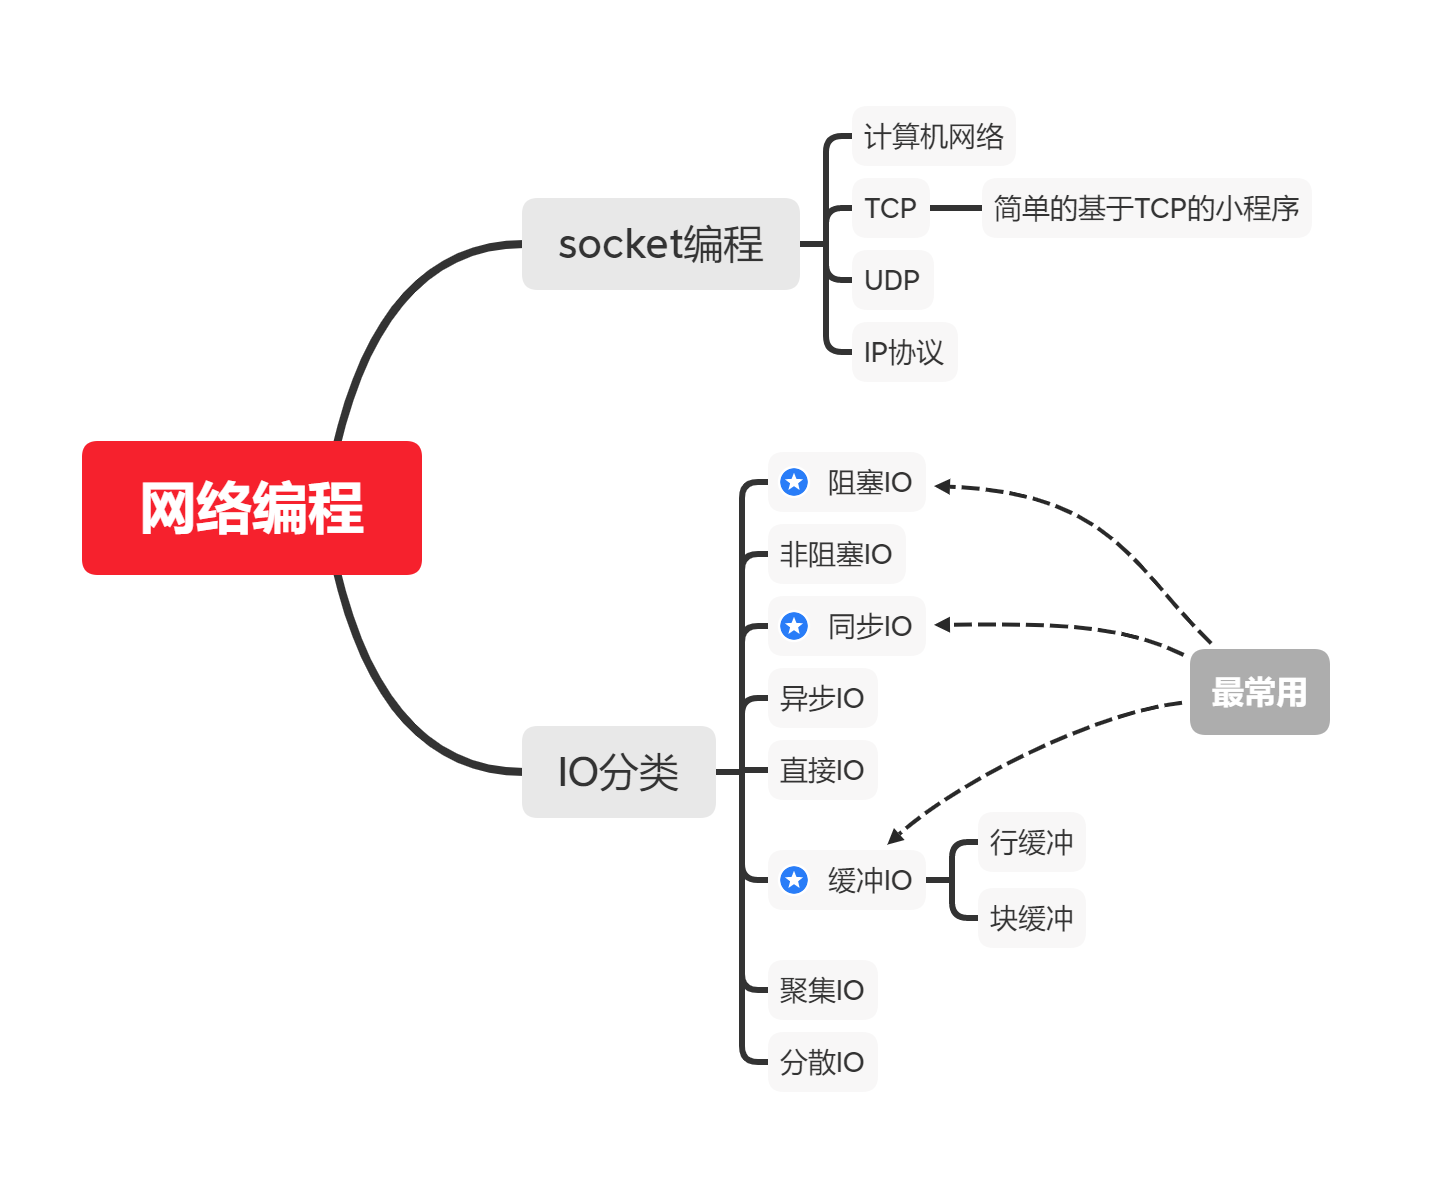 网络编程
socket编程
计算机网络
TCP
简单的基于TCP的小程序
UDP
IP协议
IO分类
阻塞IO
非阻塞IO
同步IO
异步IO
直接IO
缓冲IO
行缓冲
块缓冲
聚集IO
分散IO
最常用